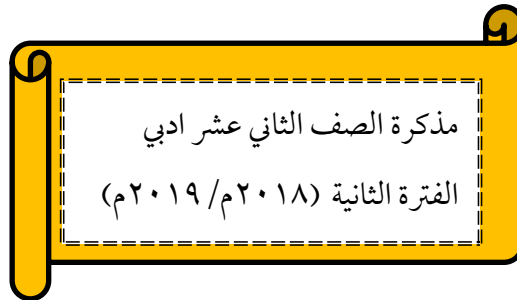 مذكرة الصف الثاني عشر ادبي
الفترة الثانية (٢٠١٨م/٢٠١٩م)